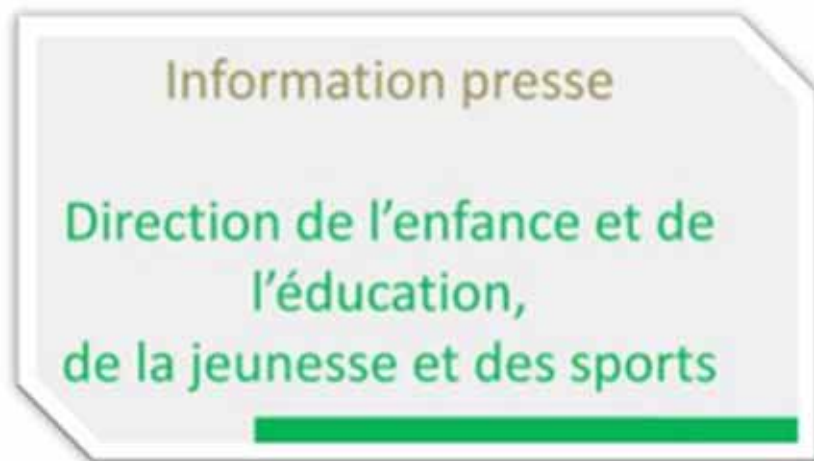 Information presse
Direction de l’enfance et de
l’éducation,
de la jeunesse et des sports